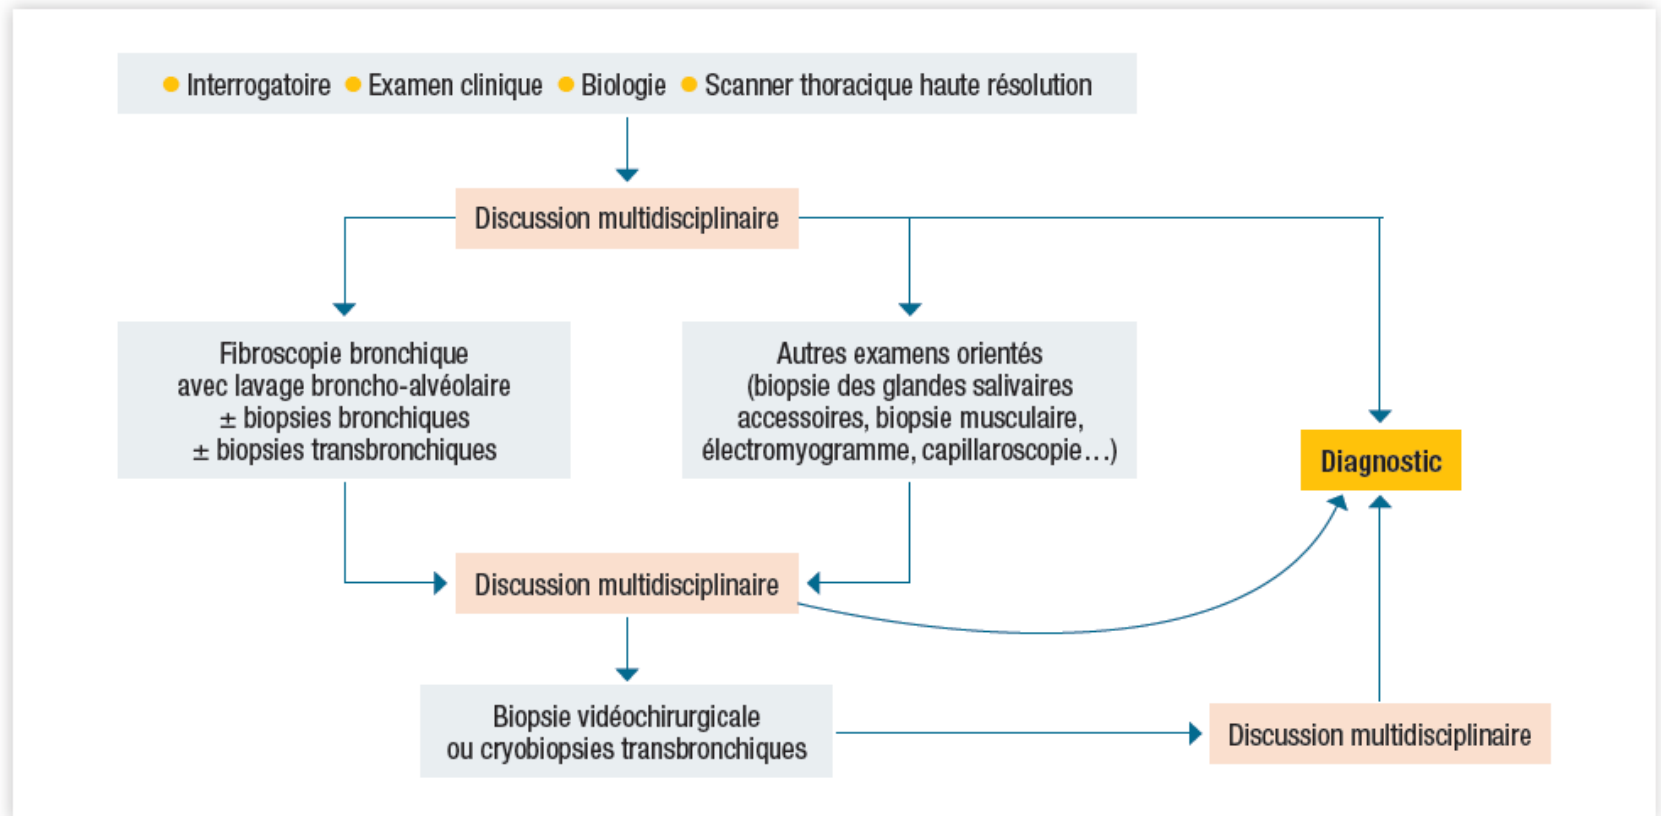 ● Interrogatoire ● Examen clinique ● Biologie ● Scanner thoracique haute résolution
Discussion multidisciplinaire
Fibroscopie bronchique
avec lavage broncho-alvéolaire
± biopsies bronchiques
± biopsies transbronchiques
Autres examens orientés
(biopsie des glandes salivaires
accessoires, biopsie musculaire,
électromyogramme, capillaroscopie…)
Diagnostic
Discussion multidisciplinaire
Biopsie vidéochirurgicale
ou cryobiopsies transbronchiques
Discussion multidisciplinaire